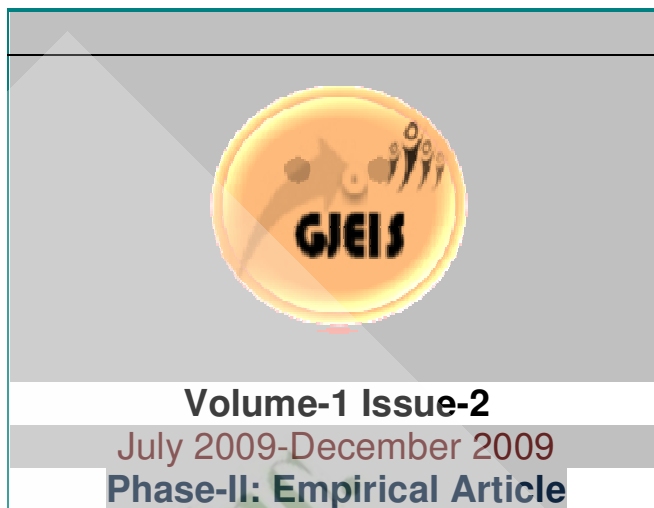 GJEIS
Volume-1 Issue-2
July 2009-December 2009
Phase-II: Empirical Article